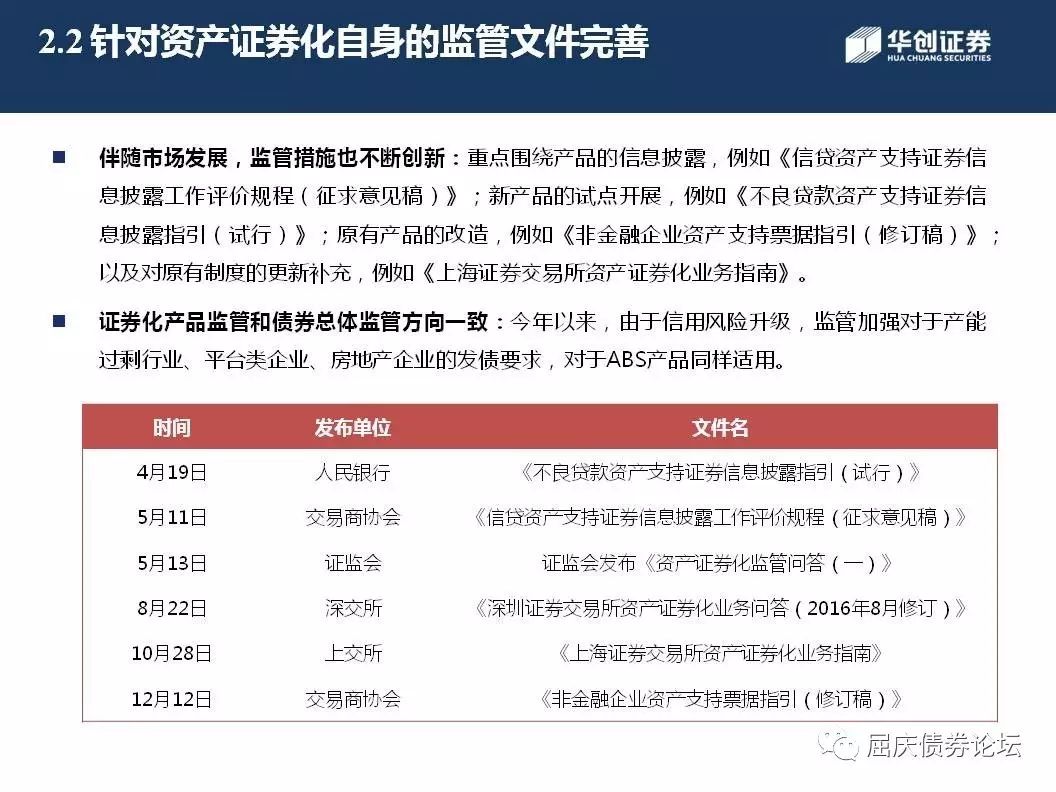 2.2 针对资产证券化自身的监管文件完善
华创证券
HUA CHUANG SECURITIES
■ 伴随市场发展，监管措施也不断创新：重点围绕产品的信息披露，例如《信贷资产支持证券信
息披露工作评价规程（征求意见稿）》；新产品的试点开展，例如《不良贷款资产支持证券信
息披露指引（试行）》；原有产品的改造，例如《非金融企业资产支持票据指引（修订稿）》；
以及对原有制度的更新补充，例如《上海证券交易所资产证券化业务指南》。
■ 证券化产品监管和债券总体监管方向一致：今年以来，由于信用风险升级，监管加强对于产能
过剩行业、平台类企业、房地产企业的发债要求，对于ABS产品同样适用。
时间 发布单位 文件名
4月19日 人民银行 《不良贷款资产支持证券信息披露指引（试行）》
5月11日 交易商协会 《信贷资产支持证券信息披露工作评价规程（征求意见稿）》
5月13日 证监会 证监会发布《资产证券化监管问答（一）》
8月22日 深交所 《深圳证券交易所资产证券化业务问答（2016年8月修订）》
10月28日 上交所 《上海证券交易所资产证券化业务指南》
12月12日 交易商协会 《非金融企业资产支持票据指引（修订稿）》
屈庆债券论坛